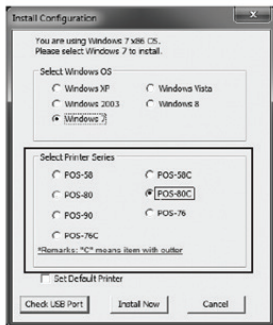 Install Configuration
You are using Windows 7 x86 OS.
Please select Windows 7 to install.
Select Windows OS
Windows XP Windows Vista
Windows 2003 Windows 8
Windows 7
Select Printer Series
POS-58 POS-58C
POS-80 POS-80C
POS-90 POS-76
POS-76C
*Remarks: "C" means item with cutter
Set Default Printer
Check USB Port Install Now Cancel